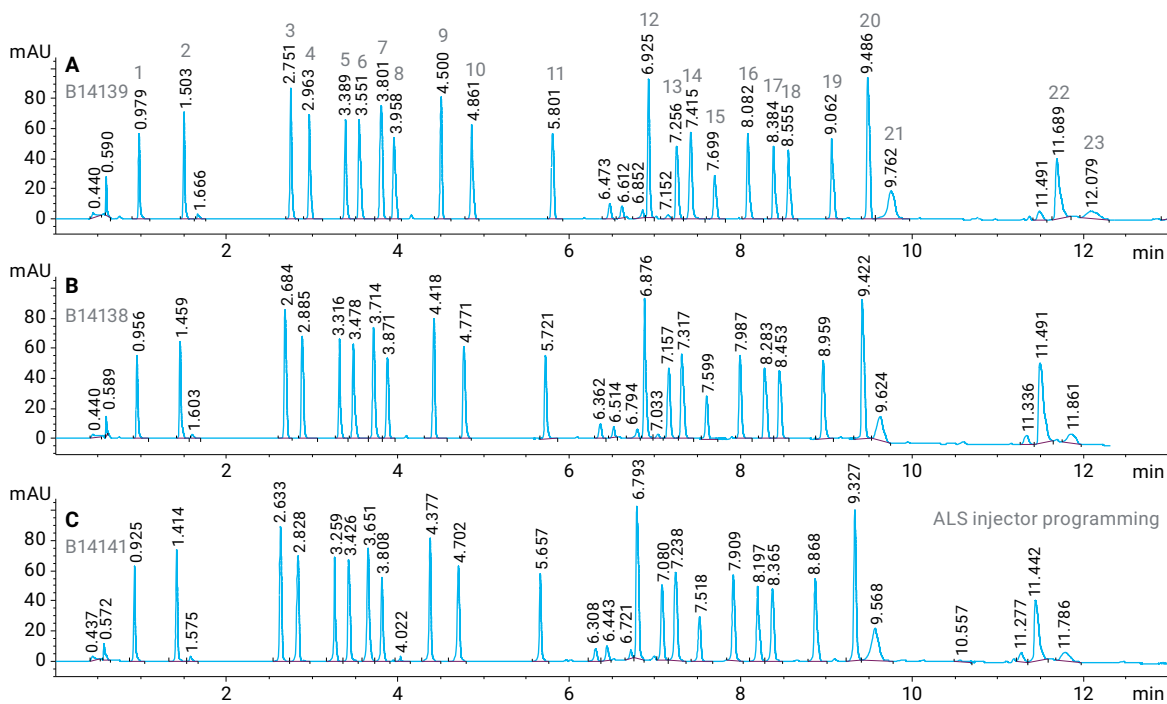 mAU
A
B14139
1 2 3 4 5 6 7 8 9 10 11 12 13 14 15 16 17 18 19 20 21 22 23
0.440 0.590 0.979 1.503 1.666 2.751 2.963 3.389 3.551 3.801 3.958 4.500 4.861 5.801 6.473 6.612 6.852 6.925 7.152 7.256 7.415 7.699 8.082 8.384 8.555 9.062 9.486 9.762 11.491 11.689 12.079
80
60
40
20
0
2 4 6 8 10 12 min
mAU
B
B14138
0.440 0.589 0.956 1.459 1.603 2.684 2.885 3.316 3.478 3.714 3.871 4.418 4.771 5.721 6.362 6.514 6.794 6.876 7.033 7.157 7.317 7.599 7.987 8.283 8.453 8.959 9.422 9.624 11.336 11.491 11.861
80
60
40
20
0
2 4 6 8 10 12 min
mAU
C
B14141
ALS injector programming
0.437 0.572 0.925 1.414 1.575 2.633 2.828 3.259 3.426 3.651 3.808 4.022 4.377 4.702 5.657 6.308 6.443 6.721 6.793 7.080 7.238 7.518 7.909 8.197 8.365 8.868 9.327 9.568 10.557 11.277 11.442 11.786
80
60
40
20
0
2 4 6 8 10 12 min